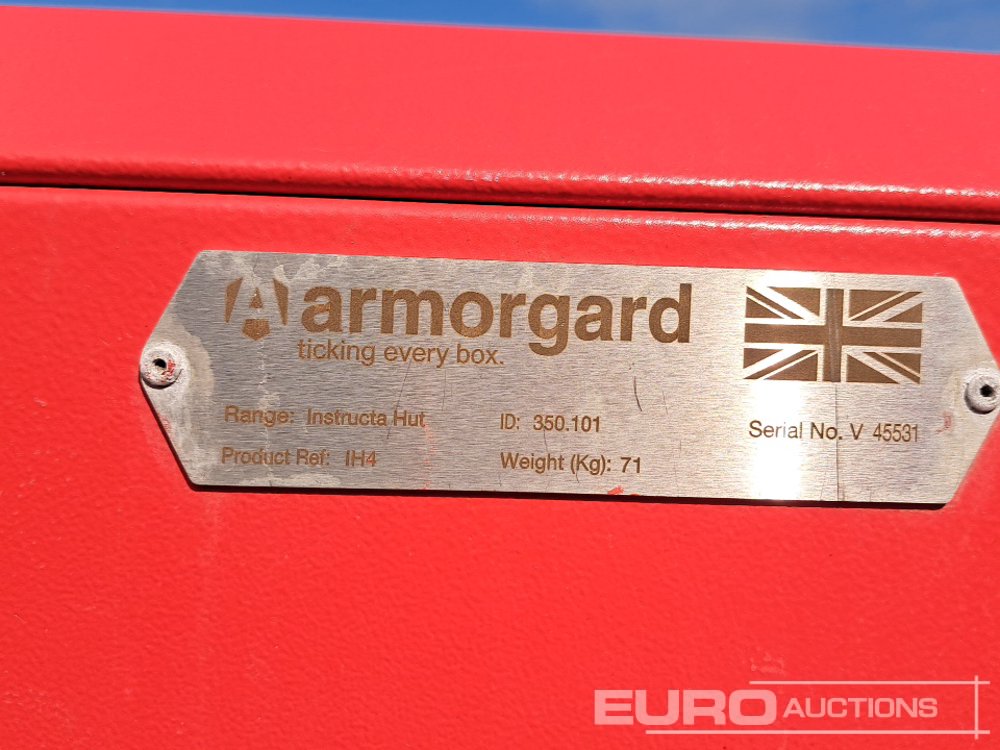 armorgard
ticking every box.
Range: Instructa Hut
ID: 350.101
Serial No. V 45531
Product Ref: IH4
Weight (Kg): 71
EURO AUCTIONS